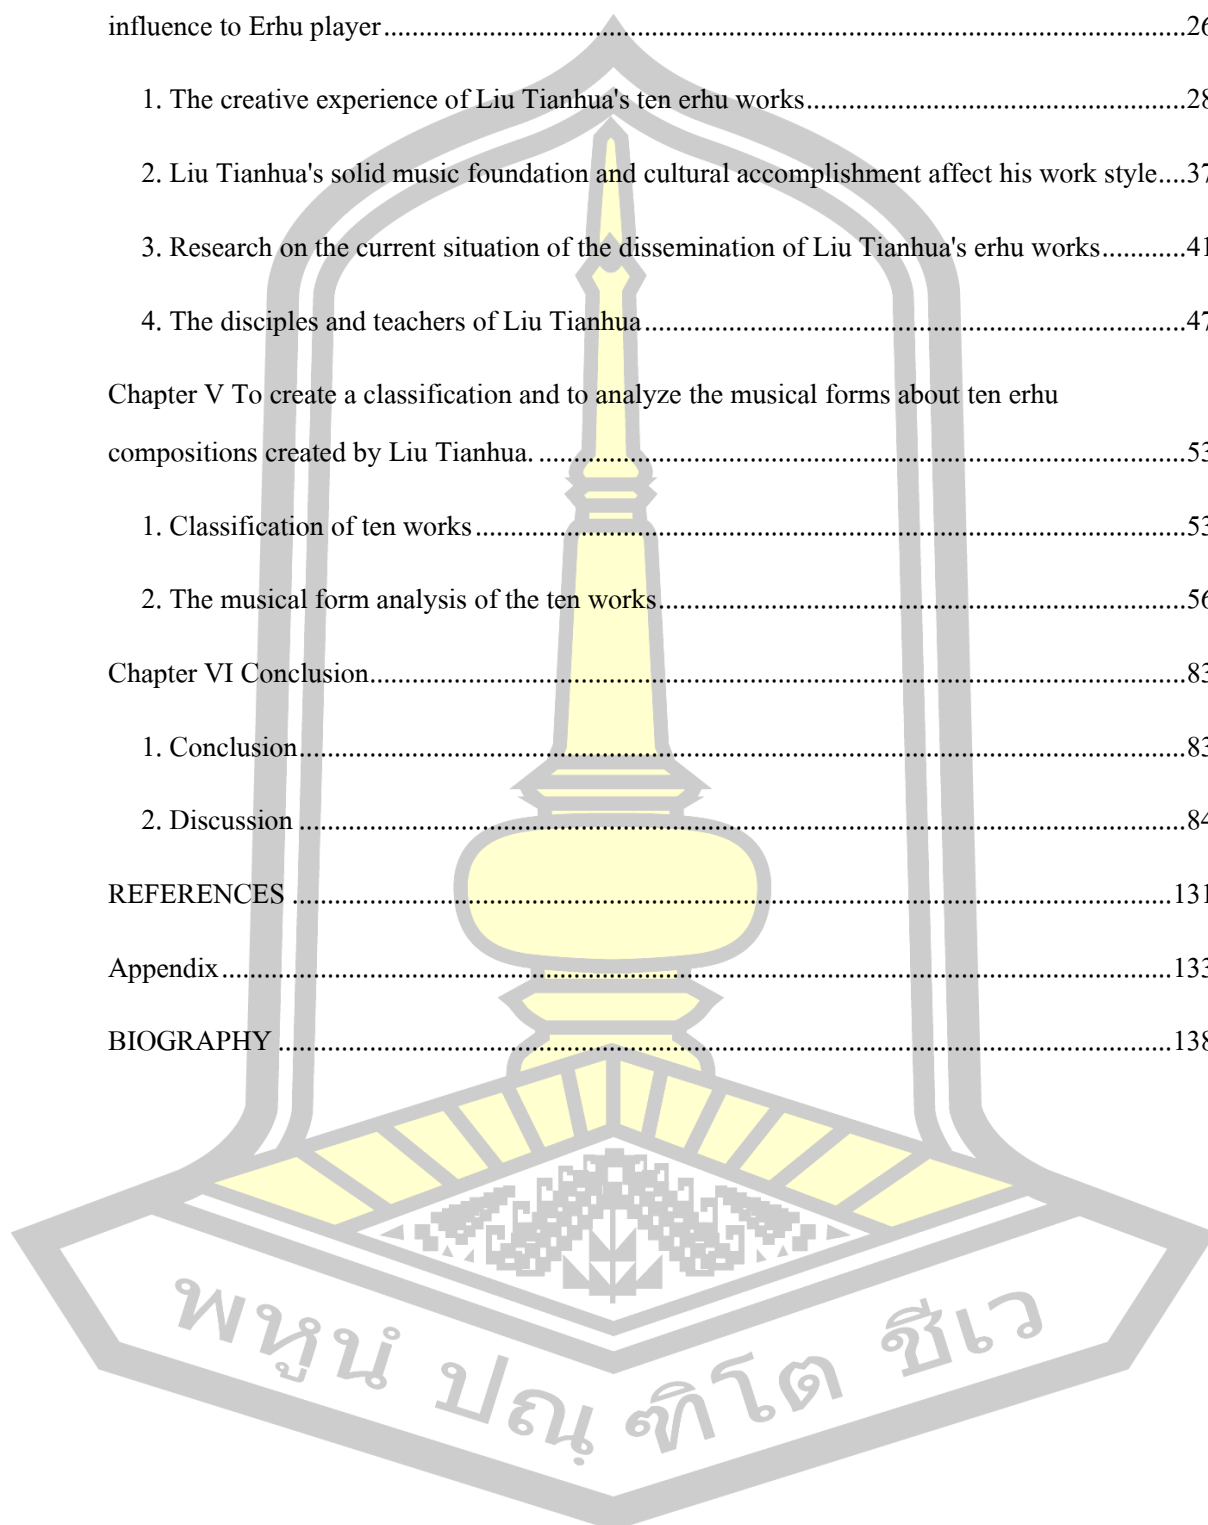 influence to Erhu player...............26
1. The creative experience of Liu Tianhua's ten erhu works...............28
2. Liu Tianhua's solid music foundation and cultural accomplishment affect his work style....37
3. Research on the current situation of the dissemination of Liu Tianhua's erhu works............41
4. The disciples and teachers of Liu Tianhua...............47
Chapter V To create a classification and to analyze the musical forms about ten erhu
compositions created by Liu Tianhua. ...............53
1. Classification of ten works...............53
2. The musical form analysis of the ten works...............56
Chapter VI Conclusion...............83
1. Conclusion...............83
2. Discussion...............84
REFERENCES...............131
Appendix...............133
BIOGRAPHY...............138
พหูนํ ปณฺฑิโต ชีเว